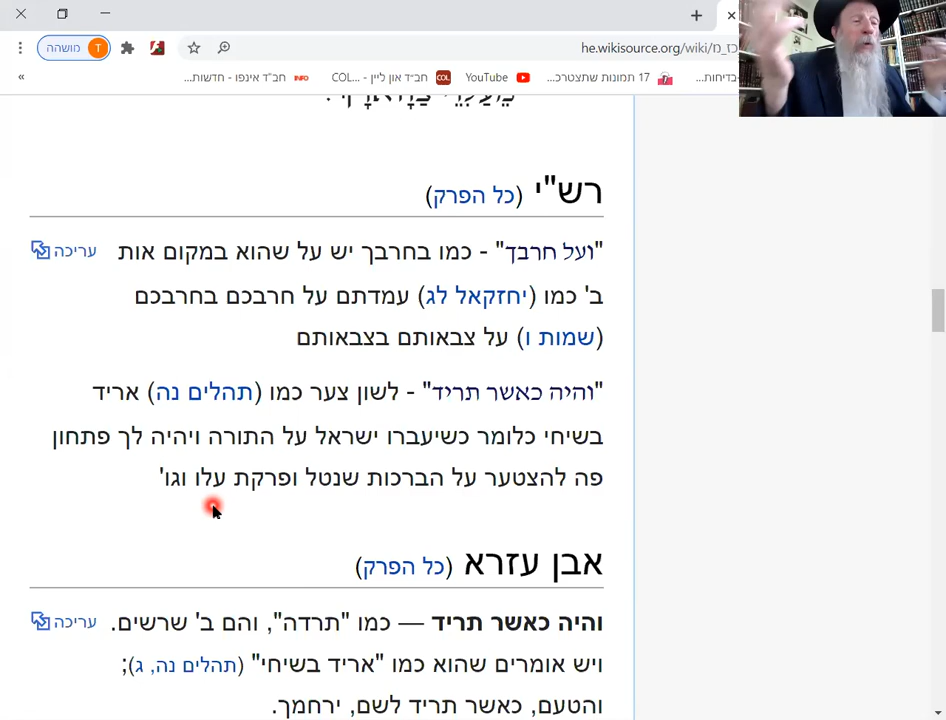 מושהה
he.wikisource.org/wiki/
«
COL... - חב״ד און ליין
COL
YouTube
17 תמונות שתצטרכ...
רש"י (כל הפרק)
עריכה
"ועל חרבך" - כמו בחרבך יש על שהוא במקום אות
ב' כמו (יחזקאל לג) עמדתם על חרבכם בחרבכם
(שמות ו) על צבאותם בצבאותם
"והיה כאשר תריד" - לשון צער כמו (תהלים נה) אריד
בשיחי כלומר כשיעברו ישראל על התורה ויהיה לך פתחון
פה להצטער על הברכות שנטל ופרקת עלו וגו'
אבן עזרא (כל הפרק)
עריכה
והיה כאשר תריד — כמו "תרדה", והם ב' שרשים.
ויש אומרים שהוא כמו "אריד בשיחי" (תהלים נה, ג);
והטעם, כאשר תריד לשם, ירחמך.